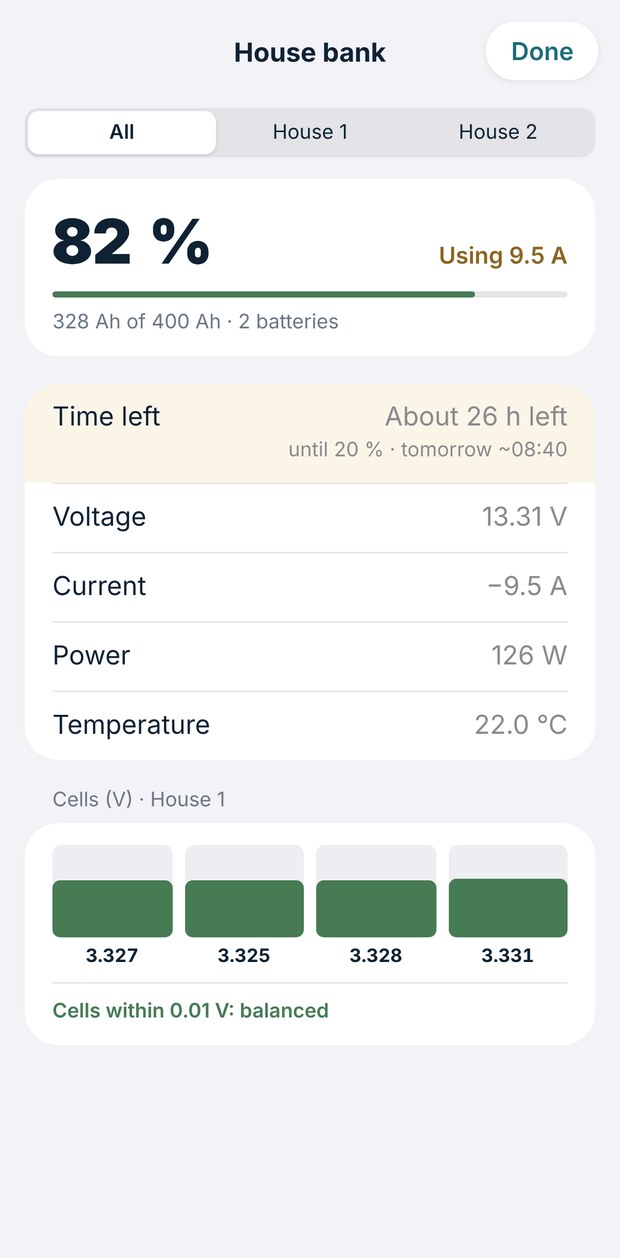 House bank
Done
All
House 1
House 2
82 %
Using 9.5 A
328 Ah of 400 Ah · 2 batteries
Time left
About 26 h left
until 20 % · tomorrow ~08:40
Voltage
13.31 V
Current
−9.5 A
Power
126 W
Temperature
22.0 °C
Cells (V) · House 1
3.327
3.325
3.328
3.331
Cells within 0.01 V: balanced